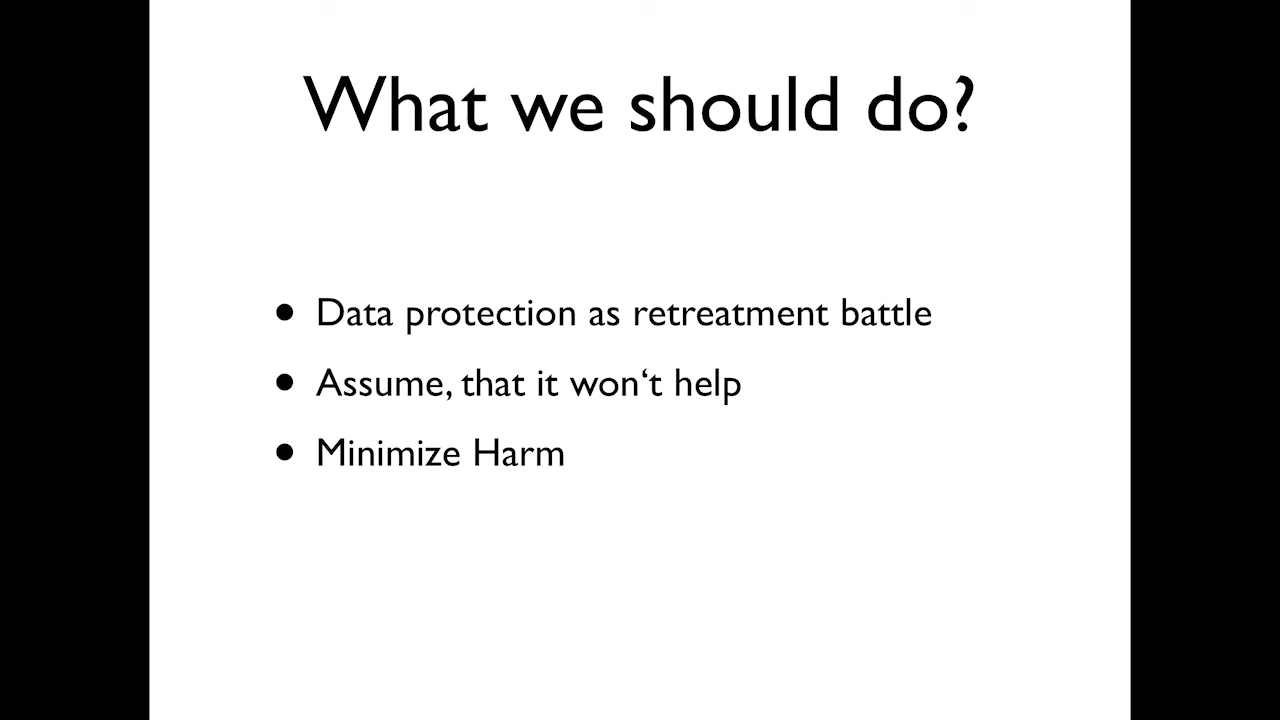 What we should do?
• Data protection as retreatment battle
• Assume, that it won‘t help
• Minimize Harm